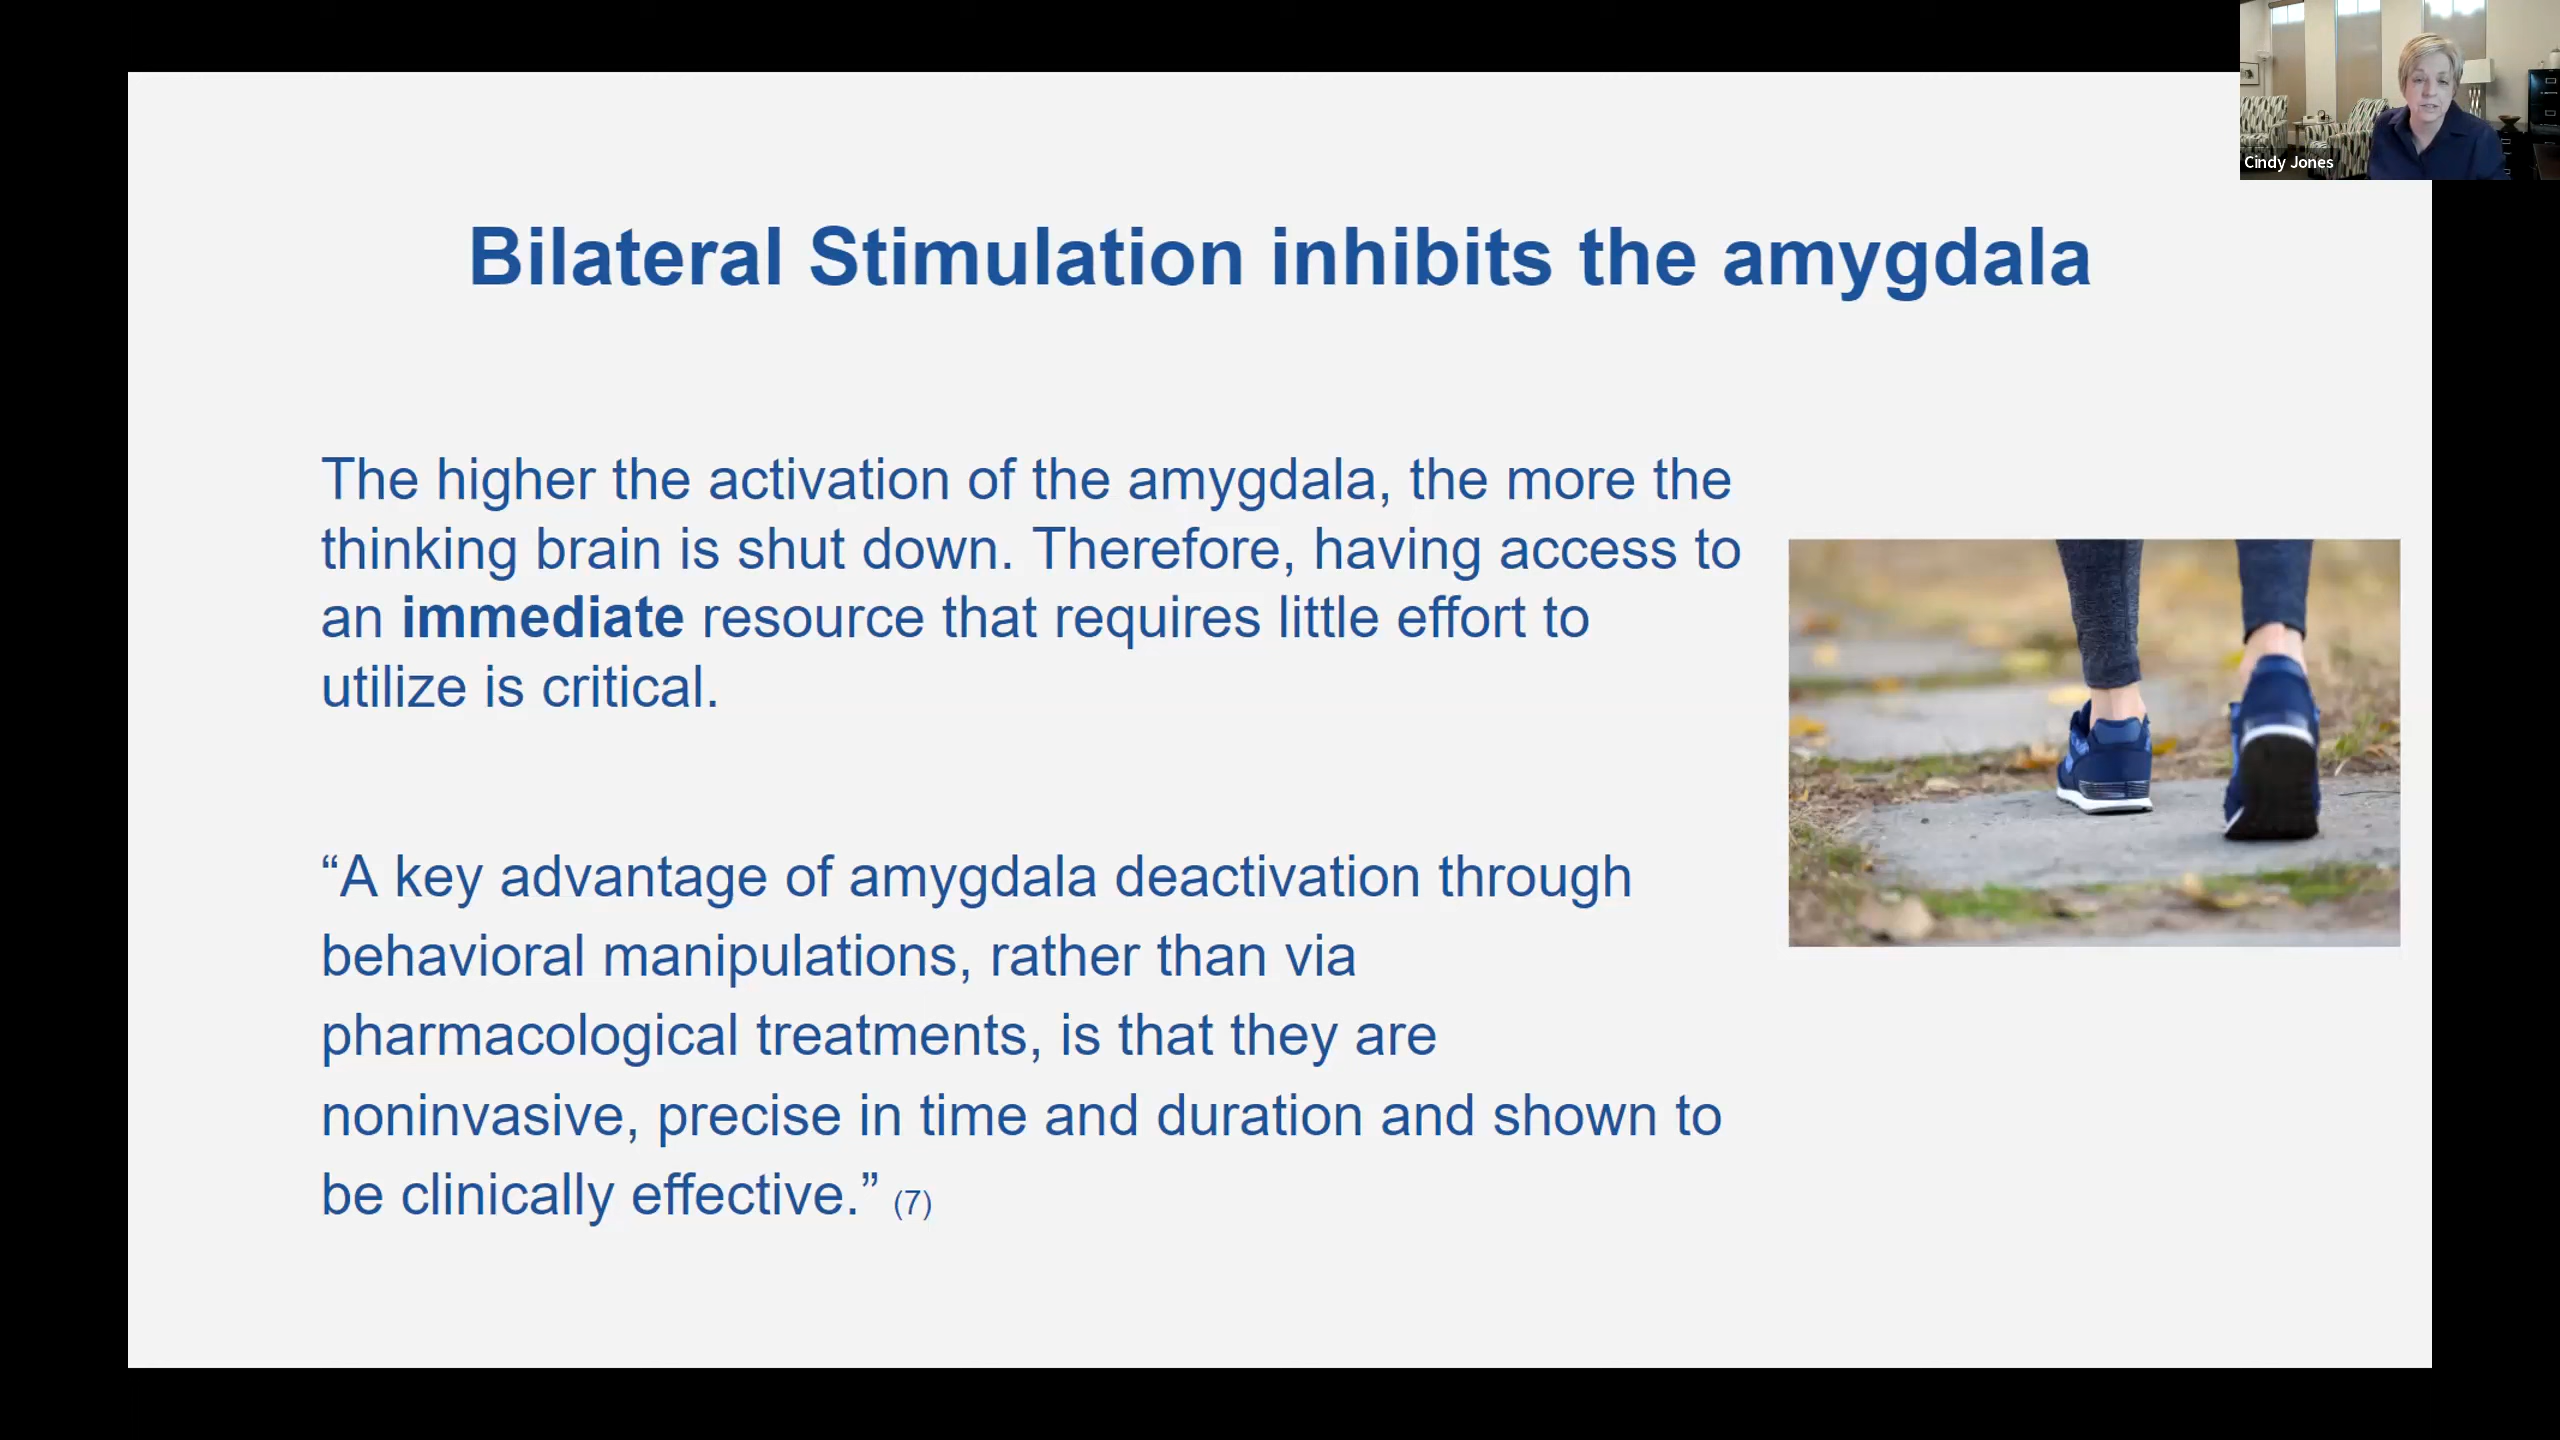 Cindy Jones
Bilateral Stimulation inhibits the amygdala
The higher the activation of the amygdala, the more the
thinking brain is shut down. Therefore, having access to
an immediate resource that requires little effort to
utilize is critical.
“A key advantage of amygdala deactivation through
behavioral manipulations, rather than via
pharmacological treatments, is that they are
noninvasive, precise in time and duration and shown to
be clinically effective.” (7)